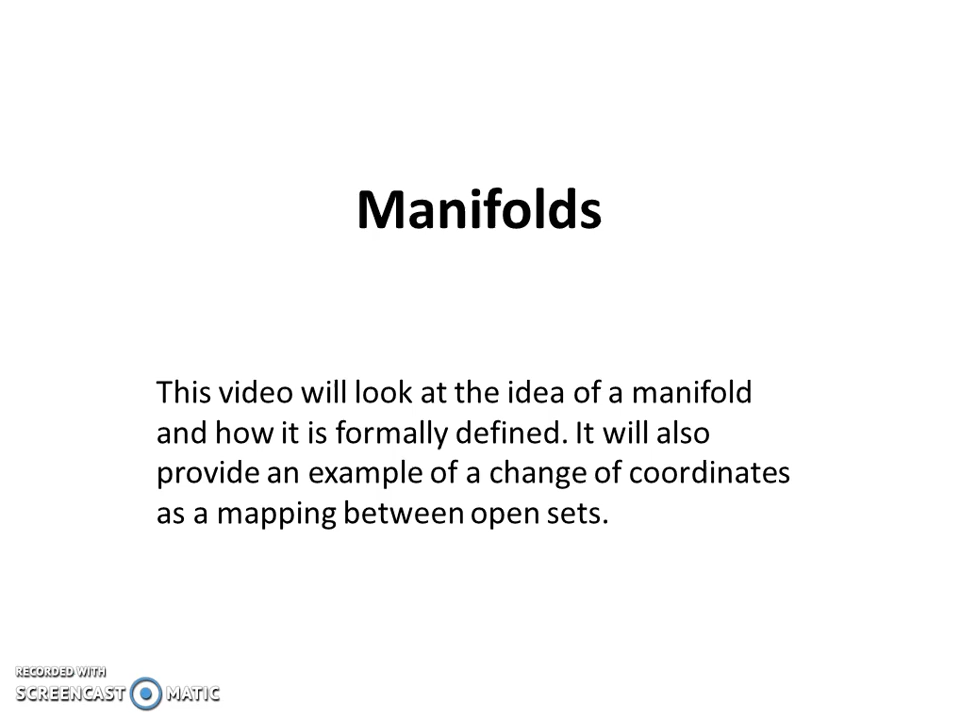 Manifolds
This video will look at the idea of a manifold
and how it is formally defined. It will also
provide an example of a change of coordinates
as a mapping between open sets.
RECORDED WITH
SCREENCAST MATIC